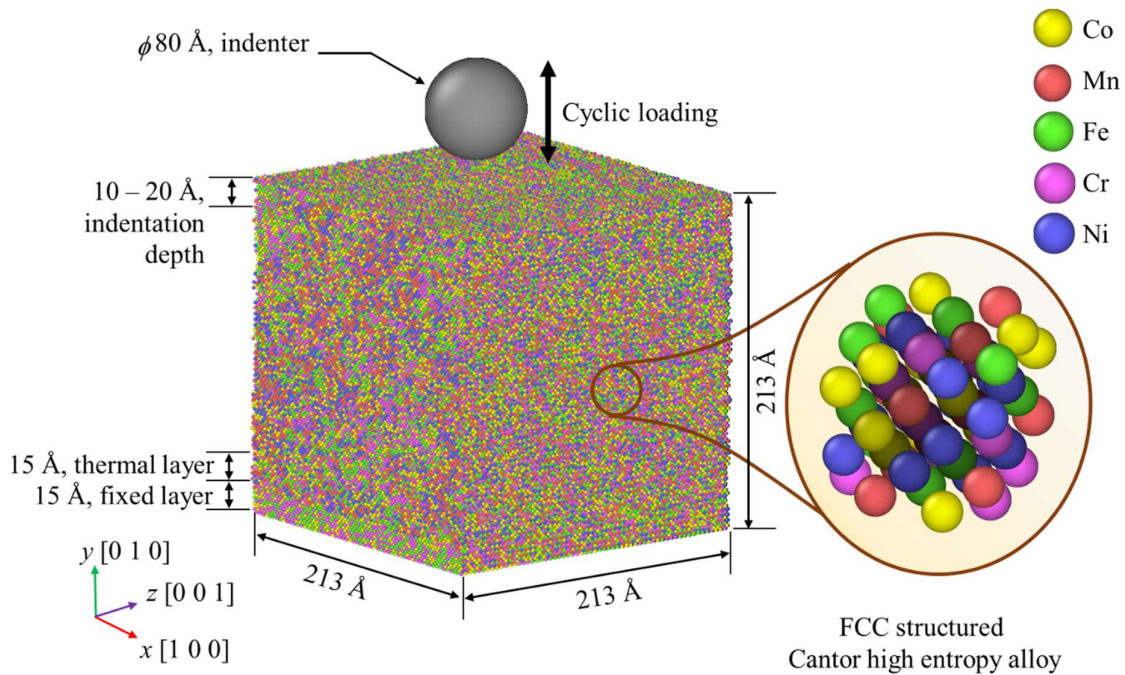 ϕ80 Å, indenter
Cyclic loading
10 – 20 Å,
indentation
depth
15 Å, thermal layer
15 Å, fixed layer
213 Å
213 Å
213 Å
y [0 1 0]
z [0 0 1]
x [1 0 0]
Co
Mn
Fe
Cr
Ni
FCC structured
Cantor high entropy alloy